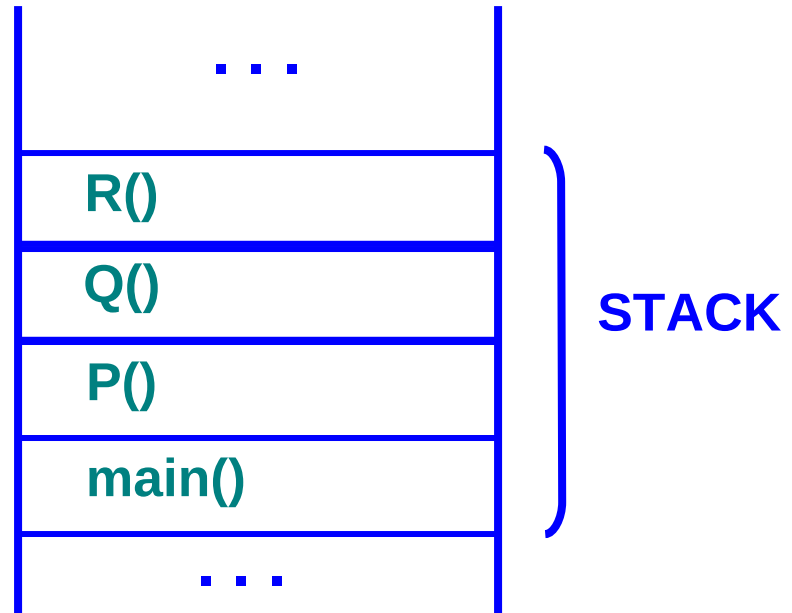 . . .
R()
Q()
STACK
P()
main()
. . .